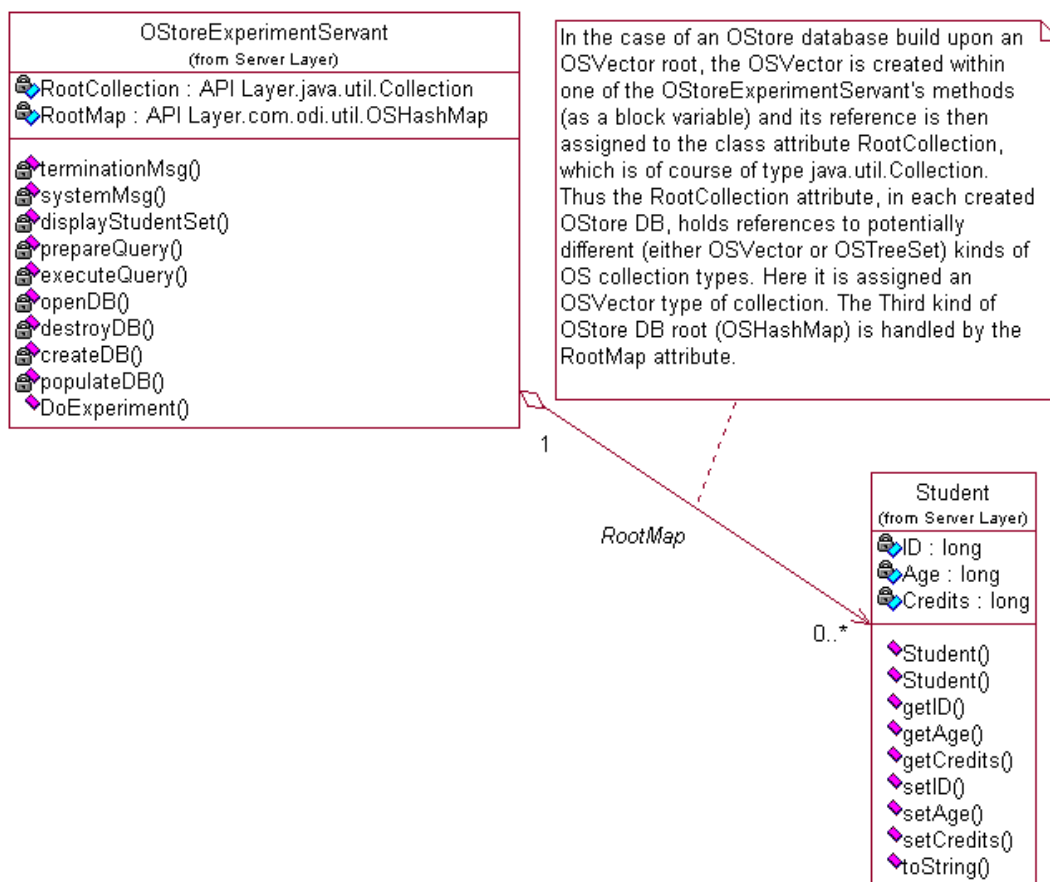 OStoreExperimentServant
(from Server Layer)
RootCollection : API Layer.java.util.Collection
RootMap : API Layer.com.odi.util.OSHashMap
terminationMsg()
systemMsg()
displayStudentSet()
prepareQuery()
executeQuery()
openDB()
destroyDB()
createDB()
populateDB()
DoExperiment()
In the case of an OStore database build upon an
OSVector root, the OSVector is created within
one of the OStoreExperimentServant's methods
(as a block variable) and its reference is then
assigned to the class attribute RootCollection,
which is of course of type java.util.Collection.
Thus the RootCollection attribute, in each created
OStore DB, holds references to potentially
different (either OSVector or OSTreeSet) kinds of
OS collection types. Here it is assigned an
OSVector type of collection. The Third kind of
OStore DB root (OSHashMap) is handled by the
RootMap attribute.
1
RootMap
0..*
Student
(from Server Layer)
ID : long
Age : long
Credits : long
Student()
Student()
getID()
getAge()
getCredits()
setID()
setAge()
setCredits()
toString()